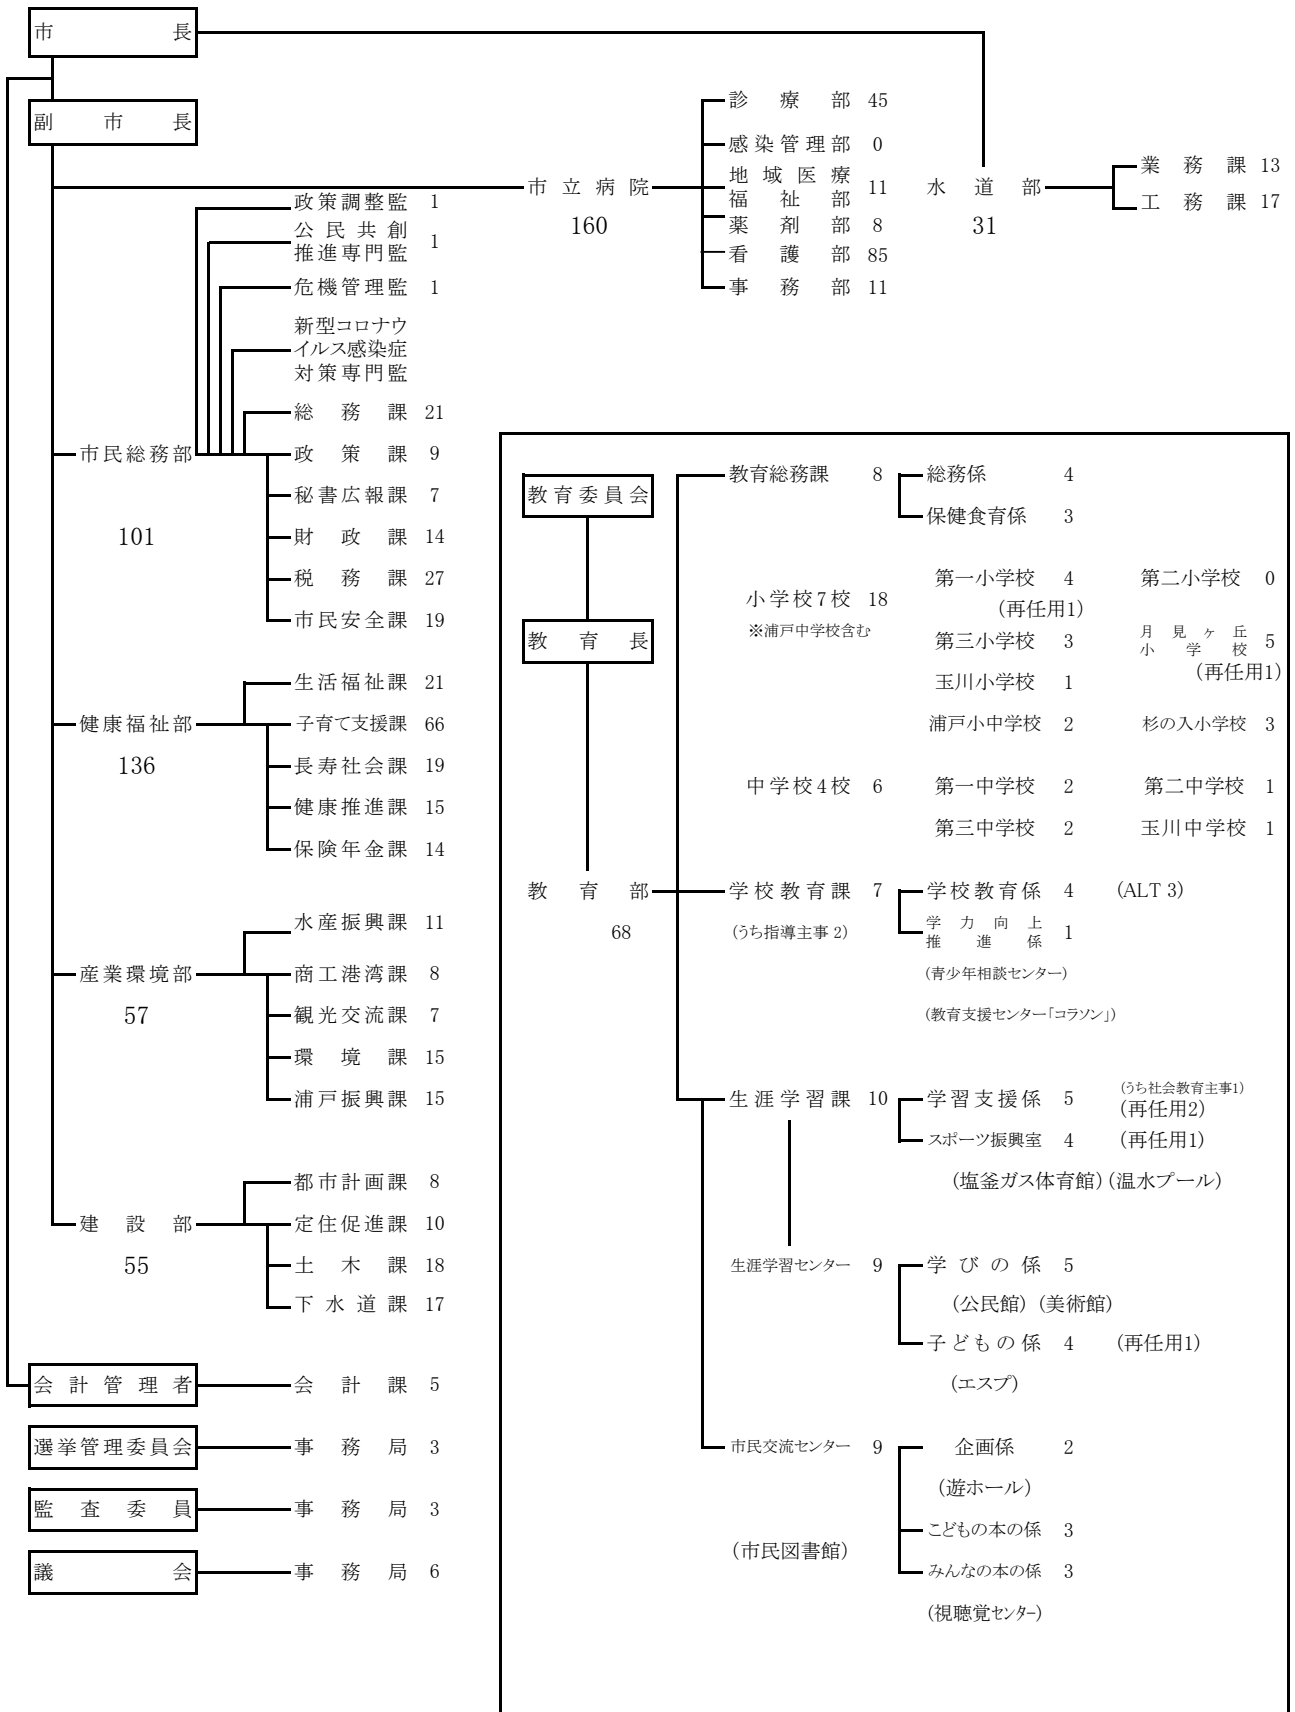 市長
副市長
市立病院
160
診療部 45
感染管理部 0
地域医療
福祉部 11
薬剤部 8
看護部 85
事務部 11
水道部
31
業務課 13
工務課 17
市民総務部
101
政策調整監 1
公民共創
推進専門監 1
危機管理監 1
新型コロナウ
イルス感染症
対策専門監
総務課 21
政策課 9
秘書広報課 7
財政課 14
税務課 27
市民安全課 19
健康福祉部
136
生活福祉課 21
子育て支援課 66
長寿社会課 19
健康推進課 15
保険年金課 14
産業環境部
57
水産振興課 11
商工港湾課 8
観光交流課 7
環境課 15
浦戸振興課 15
建設部
55
都市計画課 8
定住促進課 10
土木課 18
下水道課 17
会計管理者 会計課 5
選挙管理委員会 事務局 3
監査委員 事務局 3
議会 事務局 6
教育委員会
教育長
教育部
68
教育総務課 8
総務係 4
保健食育係 3
小学校7校 18
※浦戸中学校含む
第一小学校 4 第二小学校 0
(再任用1)
第三小学校 3
月見ヶ丘
小学校 5
(再任用1)
玉川小学校 1
浦戸小中学校 2 杉の入小学校 3
中学校4校 6
第一中学校 2 第二中学校 1
第三中学校 2 玉川中学校 1
学校教育課 7
(うち指導主事 2)
学校教育係 4 (ALT 3)
学力向上
推進係 1
(青少年相談センター)
(教育支援センター「コラソン」)
生涯学習課 10
学習支援係 5
(うち社会教育主事1)
(再任用2)
スポーツ振興室 4 (再任用1)
(塩釜ガス体育館) (温水プール)
生涯学習センター 9
学びの係 5
(公民館) (美術館)
子どもの係 4 (再任用1)
(エスプ)
市民交流センター 9
企画係 2
(遊ホール)
こどもの本の係 3
(市民図書館)
みんなの本の係 3
(視聴覚センター)